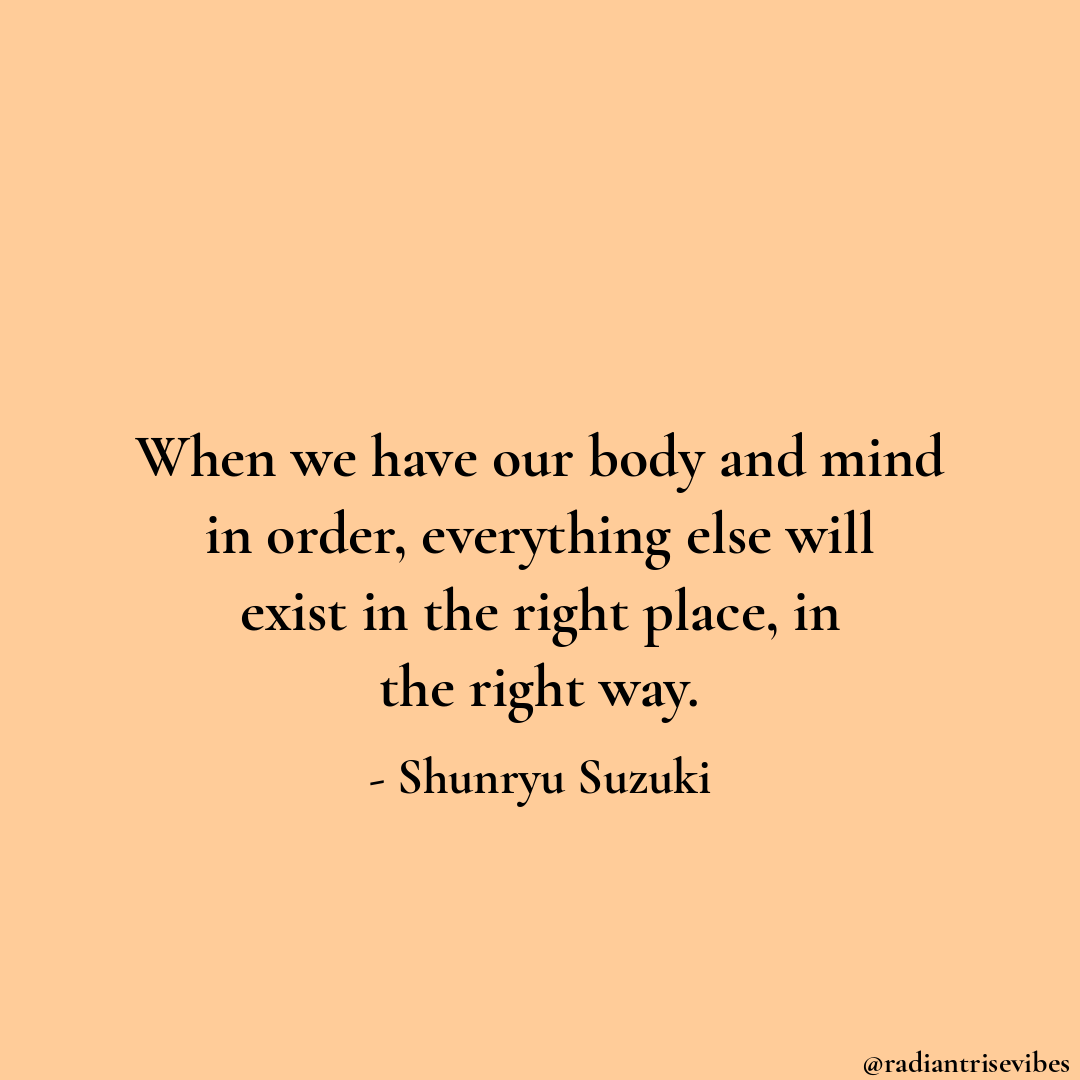 When we have our body and mind
in order, everything else will
exist in the right place, in
the right way.
- Shunryu Suzuki
@radiantrisevibes